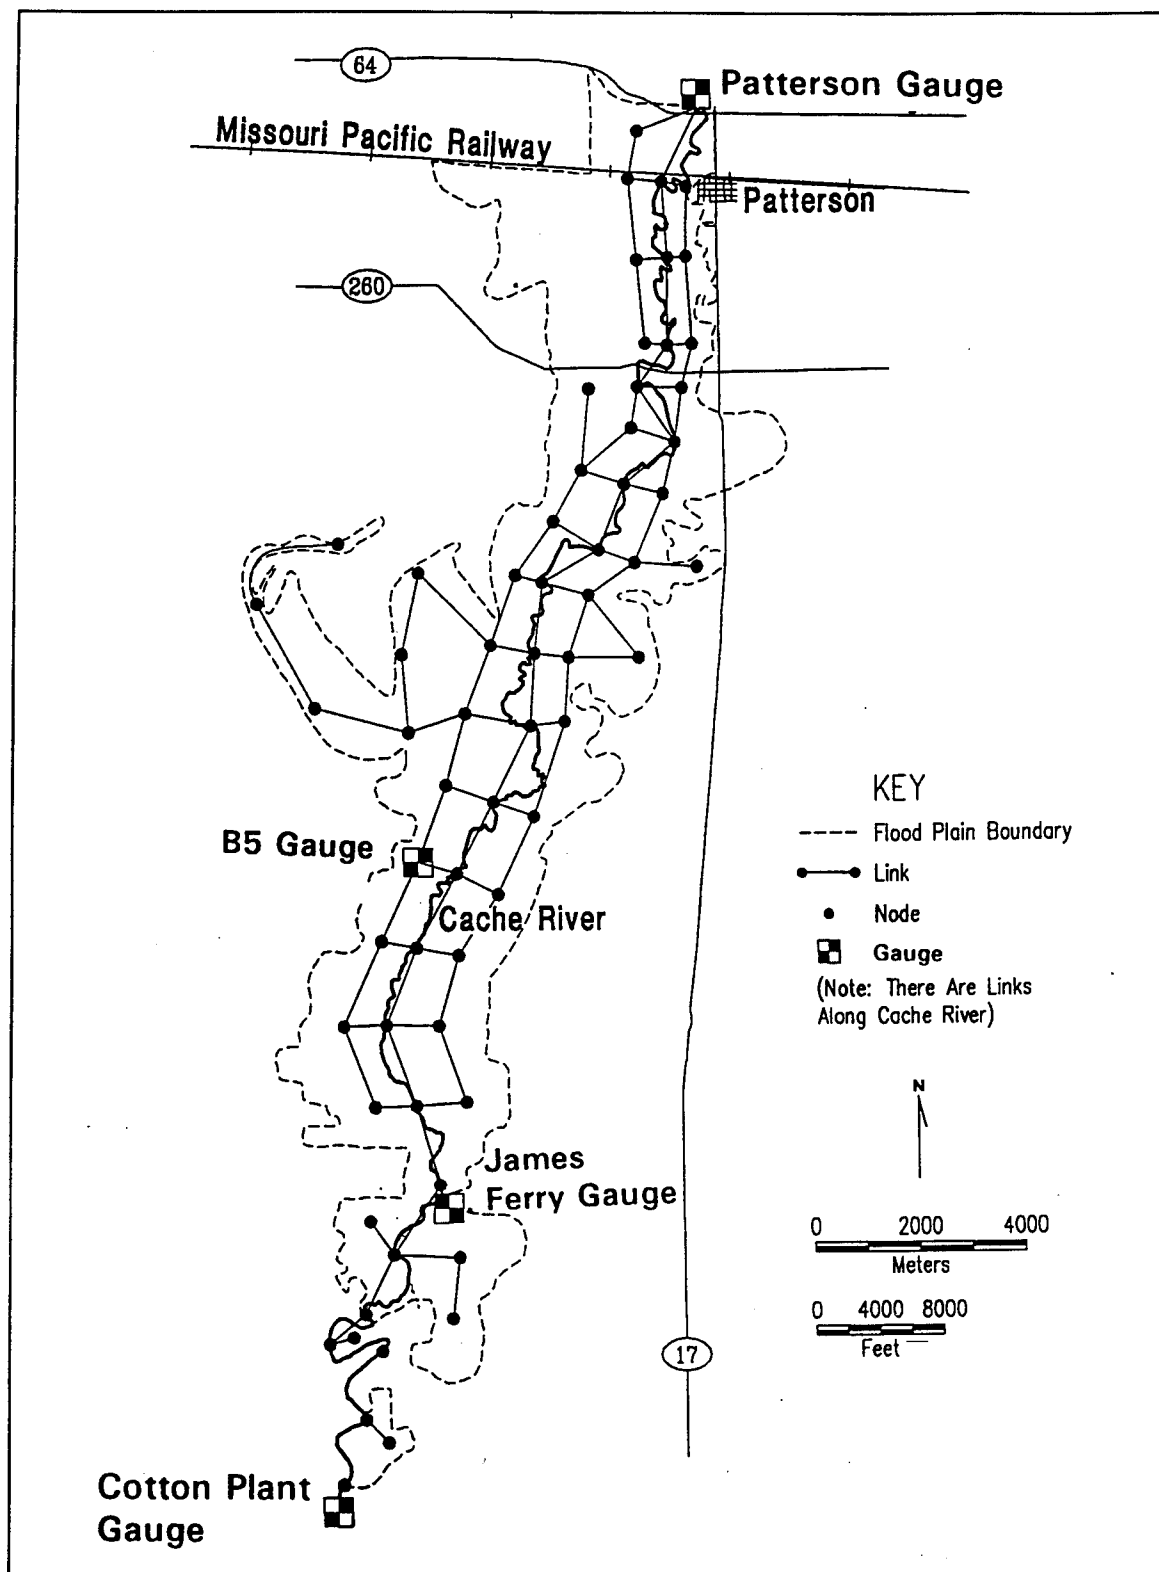 64
Patterson Gauge
Missouri Pacific Railway
Patterson
260
KEY
Flood Plain Boundary
B5 Gauge
Link
Cache River
Node
Gauge
(Note: There Are Links
Along Cache River)
N
James
Ferry Gauge
0 2000 4000
Meters
0 4000 8000
Feet
17
Cotton Plant
Gauge